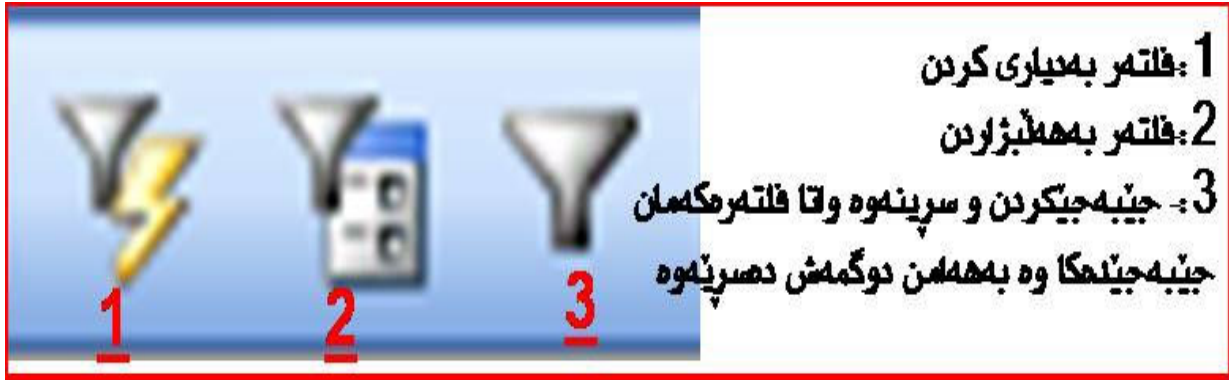 1:فلتەر بەدیاری کردن
2:فلتەر بەهەڵبژاردن
3:- جێبەجێکردن و سڕینەوە واتا فلتەرەکەمان
جێبەجێدەکا وە بەهەمان دوگمەش دەسڕێتەوە
1 2 3